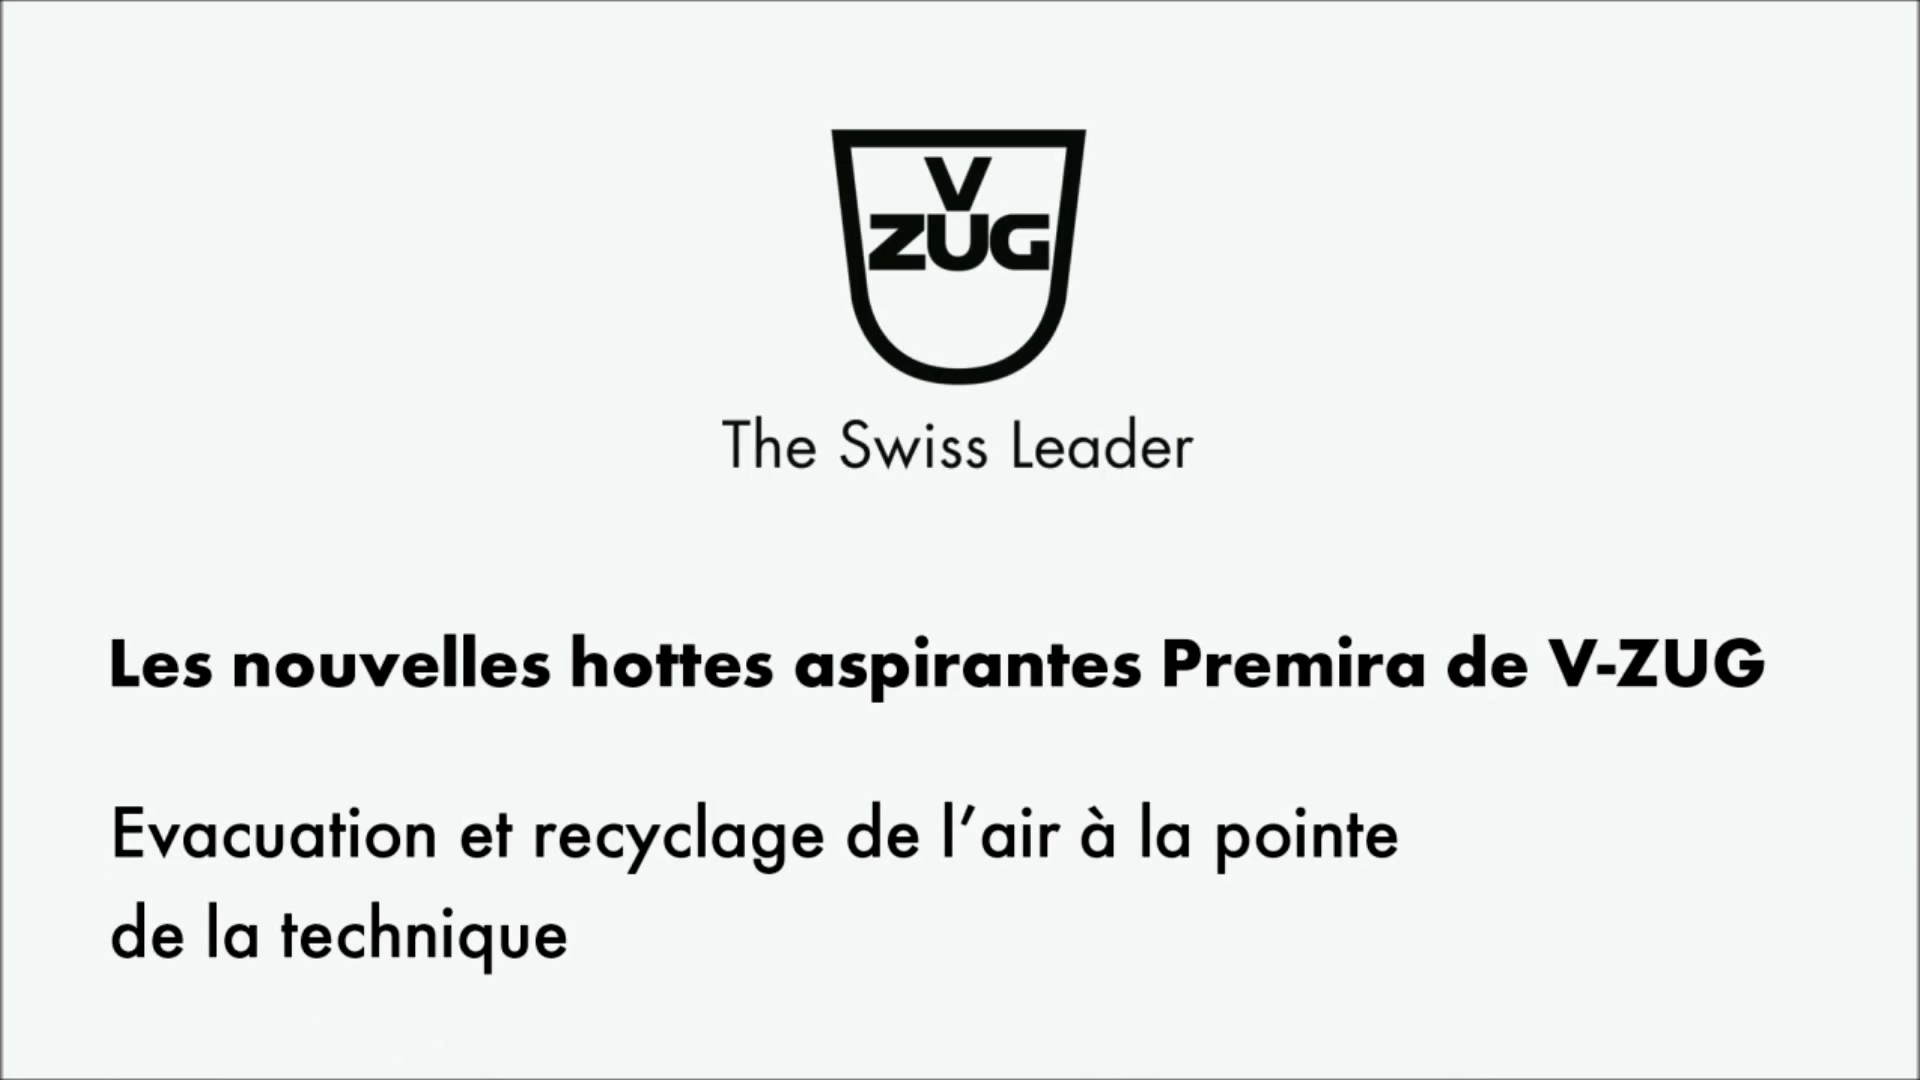 V
ZUG
The Swiss Leader
Les nouvelles hottes aspirantes Premira de V-ZUG
Evacuation et recyclage de l’air à la pointe
de la technique